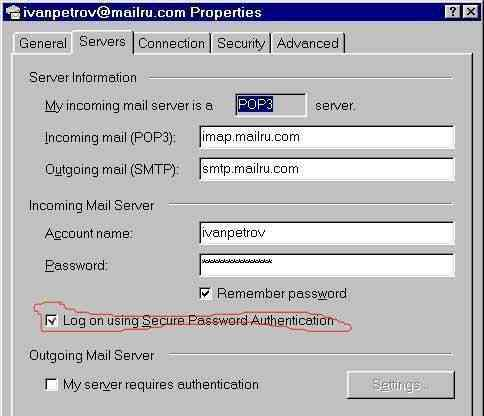 ivanpetrov@mailru.com Properties
General Servers Connection Security Advanced
Server Information
My incoming mail server is a POP3 server.
Incoming mail (POP3): imap.mailru.com
Outgoing mail (SMTP): smtp.mailru.com
Incoming Mail Server
Account name: ivanpetrov
Password: **************
Remember password
Log on using Secure Password Authentication
Outgoing Mail Server
My server requires authentication Settings...